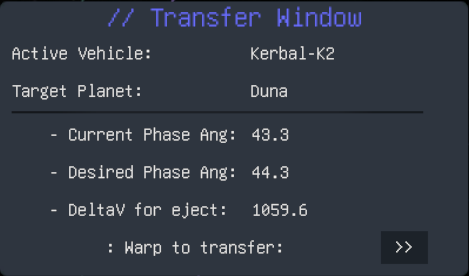 // Transfer Window
Active Vehicle: Kerbal-K2
Target Planet: Duna
- Current Phase Ang: 43.3
- Desired Phase Ang: 44.3
- DeltaV for eject: 1059.6
: Warp to transfer: >>